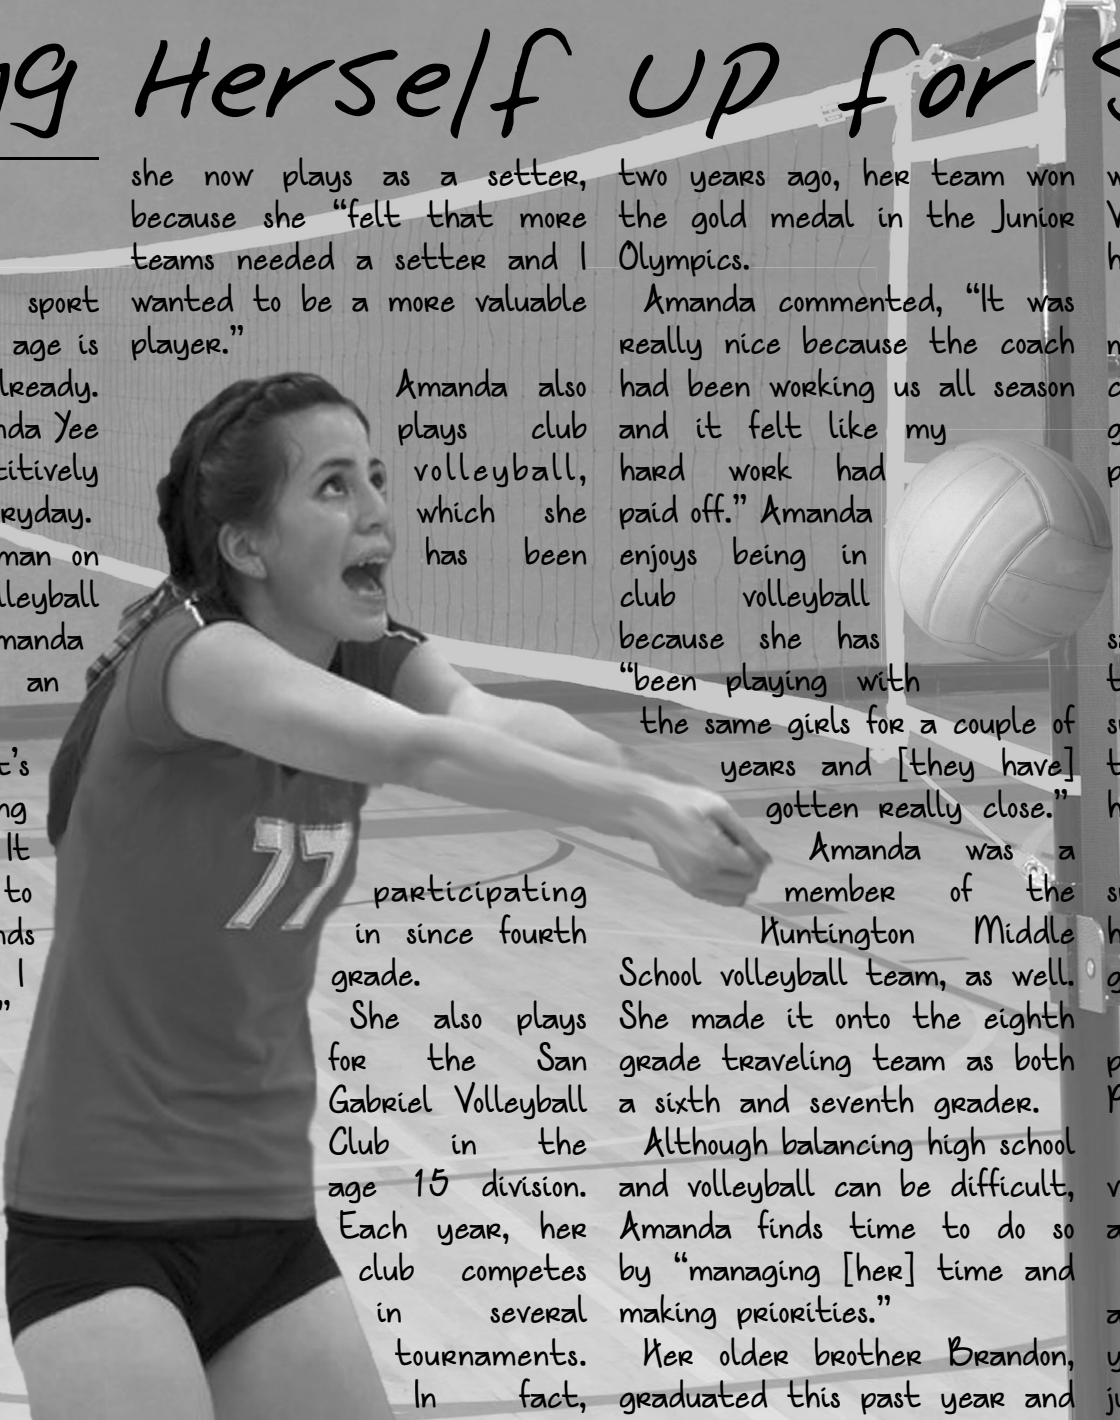 Herself Up for
sport
age is
Yee
on
an
It
to
I
she now plays as a setter,
because she “felt that more
teams needed a setter and I
wanted to be a more valuable
player.”
Amanda also
plays club
volleyball,
which she
has been
participating
in since fourth
grade.
She also plays
for the San
Gabriel Volleyball
Club in the
age 15 division.
Each year, her
club competes
in several
tournaments.
In fact,
two years ago, her team won
the gold medal in the Junior
Olympics.
Amanda commented, “It was
really nice because the coach
had been working us all season
and it felt like my
hard work had
paid off.” Amanda
enjoys being in
club volleyball
because she has
“been playing with
the same girls for a couple of
years and [they have]
gotten really close.”
Amanda was a
member of the
Huntington Middle
School volleyball team, as well.
She made it onto the eighth
grade traveling team as both
a sixth and seventh grader.
Although balancing high school
and volleyball can be difficult,
Amanda finds time to do so
by “managing [her] time and
making priorities.”
Her older brother Brandon,
graduated this past year and
77